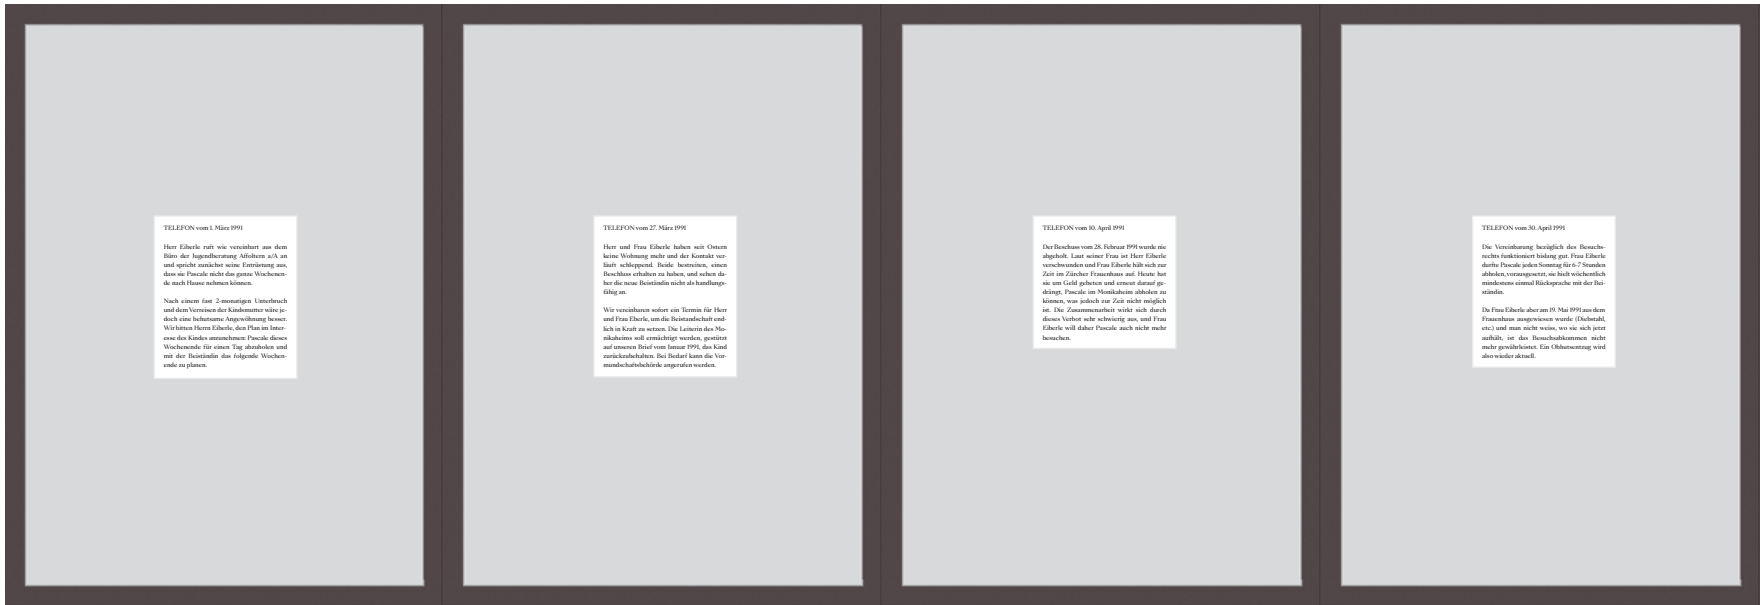 TELEFON vom 1. März 1991
Herr Eiberle ruft wie vereinbart aus dem
Büro der Jugendberatung Affoltern a/A an
und spricht zunächst seine Entrüstung aus,
dass sie Pascale nicht das ganze Wochenen-
de nach Hause nehmen können.
Nach einem fast 2-monatigen Unterbruch
und dem Verreisen der Kindsmutter wäre je-
doch eine behutsame Angewöhnung besser.
Wir bitten Herrn Eiberle, den Plan im Inter-
esse des Kindes anzunehmen: Pascale dieses
Wochenende für einen Tag abzuholen und
mit der Beiständin das folgende Wochen-
ende zu planen.
TELEFON vom 27. März 1991
Herr und Frau Eiberle haben seit Ostern
keine Wohnung mehr und der Kontakt ver-
läuft schleppend. Beide bestreiten, einen
Beschluss erhalten zu haben, und sehen da-
her die neue Beiständin nicht als handlungs-
fähig an.
Wir vereinbaren sofort ein Termin für Herr
und Frau Eberle, um die Beistandschaft end-
lich in Kraft zu setzen. Die Leiterin des Mo-
nikaheims soll ermächtigt werden, gestützt
auf unseren Brief vom Januar 1991, das Kind
zurückzubehalten. Bei Bedarf kann die Vor-
mundschaftsbehörde angerufen werden.
TELEFON vom 10. April 1991
Der Beschuss vom 28. Februar 1991 wurde nie
abgeholt. Laut seiner Frau ist Herr Eiberle
verschwunden und Frau Eiberle hält sich zur
Zeit im Zürcher Frauenhaus auf. Heute hat
sie um Geld gebeten und erneut darauf ge-
drängt, Pascale im Monikaheim abholen zu
können, was jedoch zur Zeit nicht möglich
ist. Die Zusammenarbeit wirkt sich durch
dieses Verbot sehr schwierig aus, und Frau
Eiberle will daher Pascale auch nicht mehr
besuchen.
TELEFON vom 30. April 1991
Die Vereinbarung bezüglich des Besuchs-
rechts funktioniert bislang gut. Frau Eiberle
durfte Pascale jeden Sonntag für 6-7 Stunden
abholen, vorausgesetzt, sie hielt wöchentlich
mindestens einmal Rücksprache mit der Bei-
ständin.
Da Frau Eiberle aber am 19. Mai 1991 aus dem
Frauenhaus ausgewiesen wurde (Diebstahl,
etc.) und man nicht weiss, wo sie sich jetzt
aufhält, ist das Besuchsabkommen nicht
mehr gewährleistet. Ein Obhutsentzug wird
also wieder aktuell.